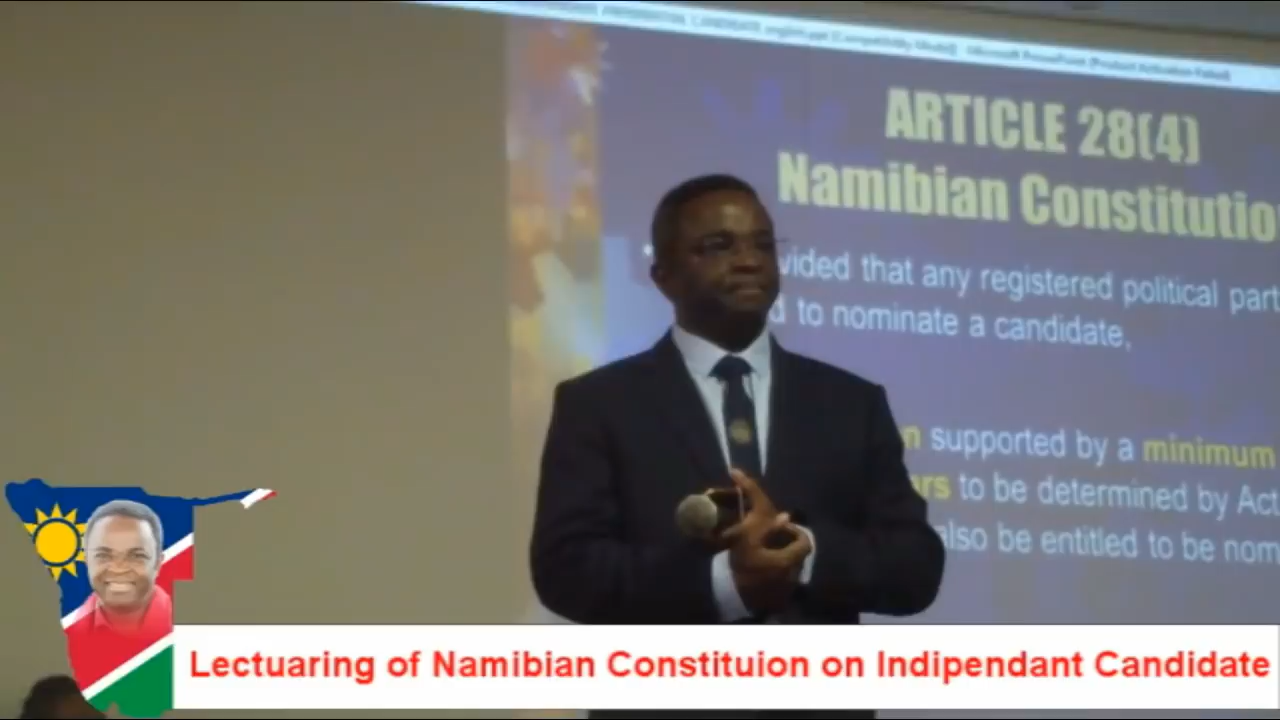 ARTICLE 28(4)
Namibian Constitutio
vided that any registered political part
to nominate a candidate,
supported by a minimum
to be determined by Act
also be entitled to be nom
Lectuaring of Namibian Constituion on Indipendant Candidate